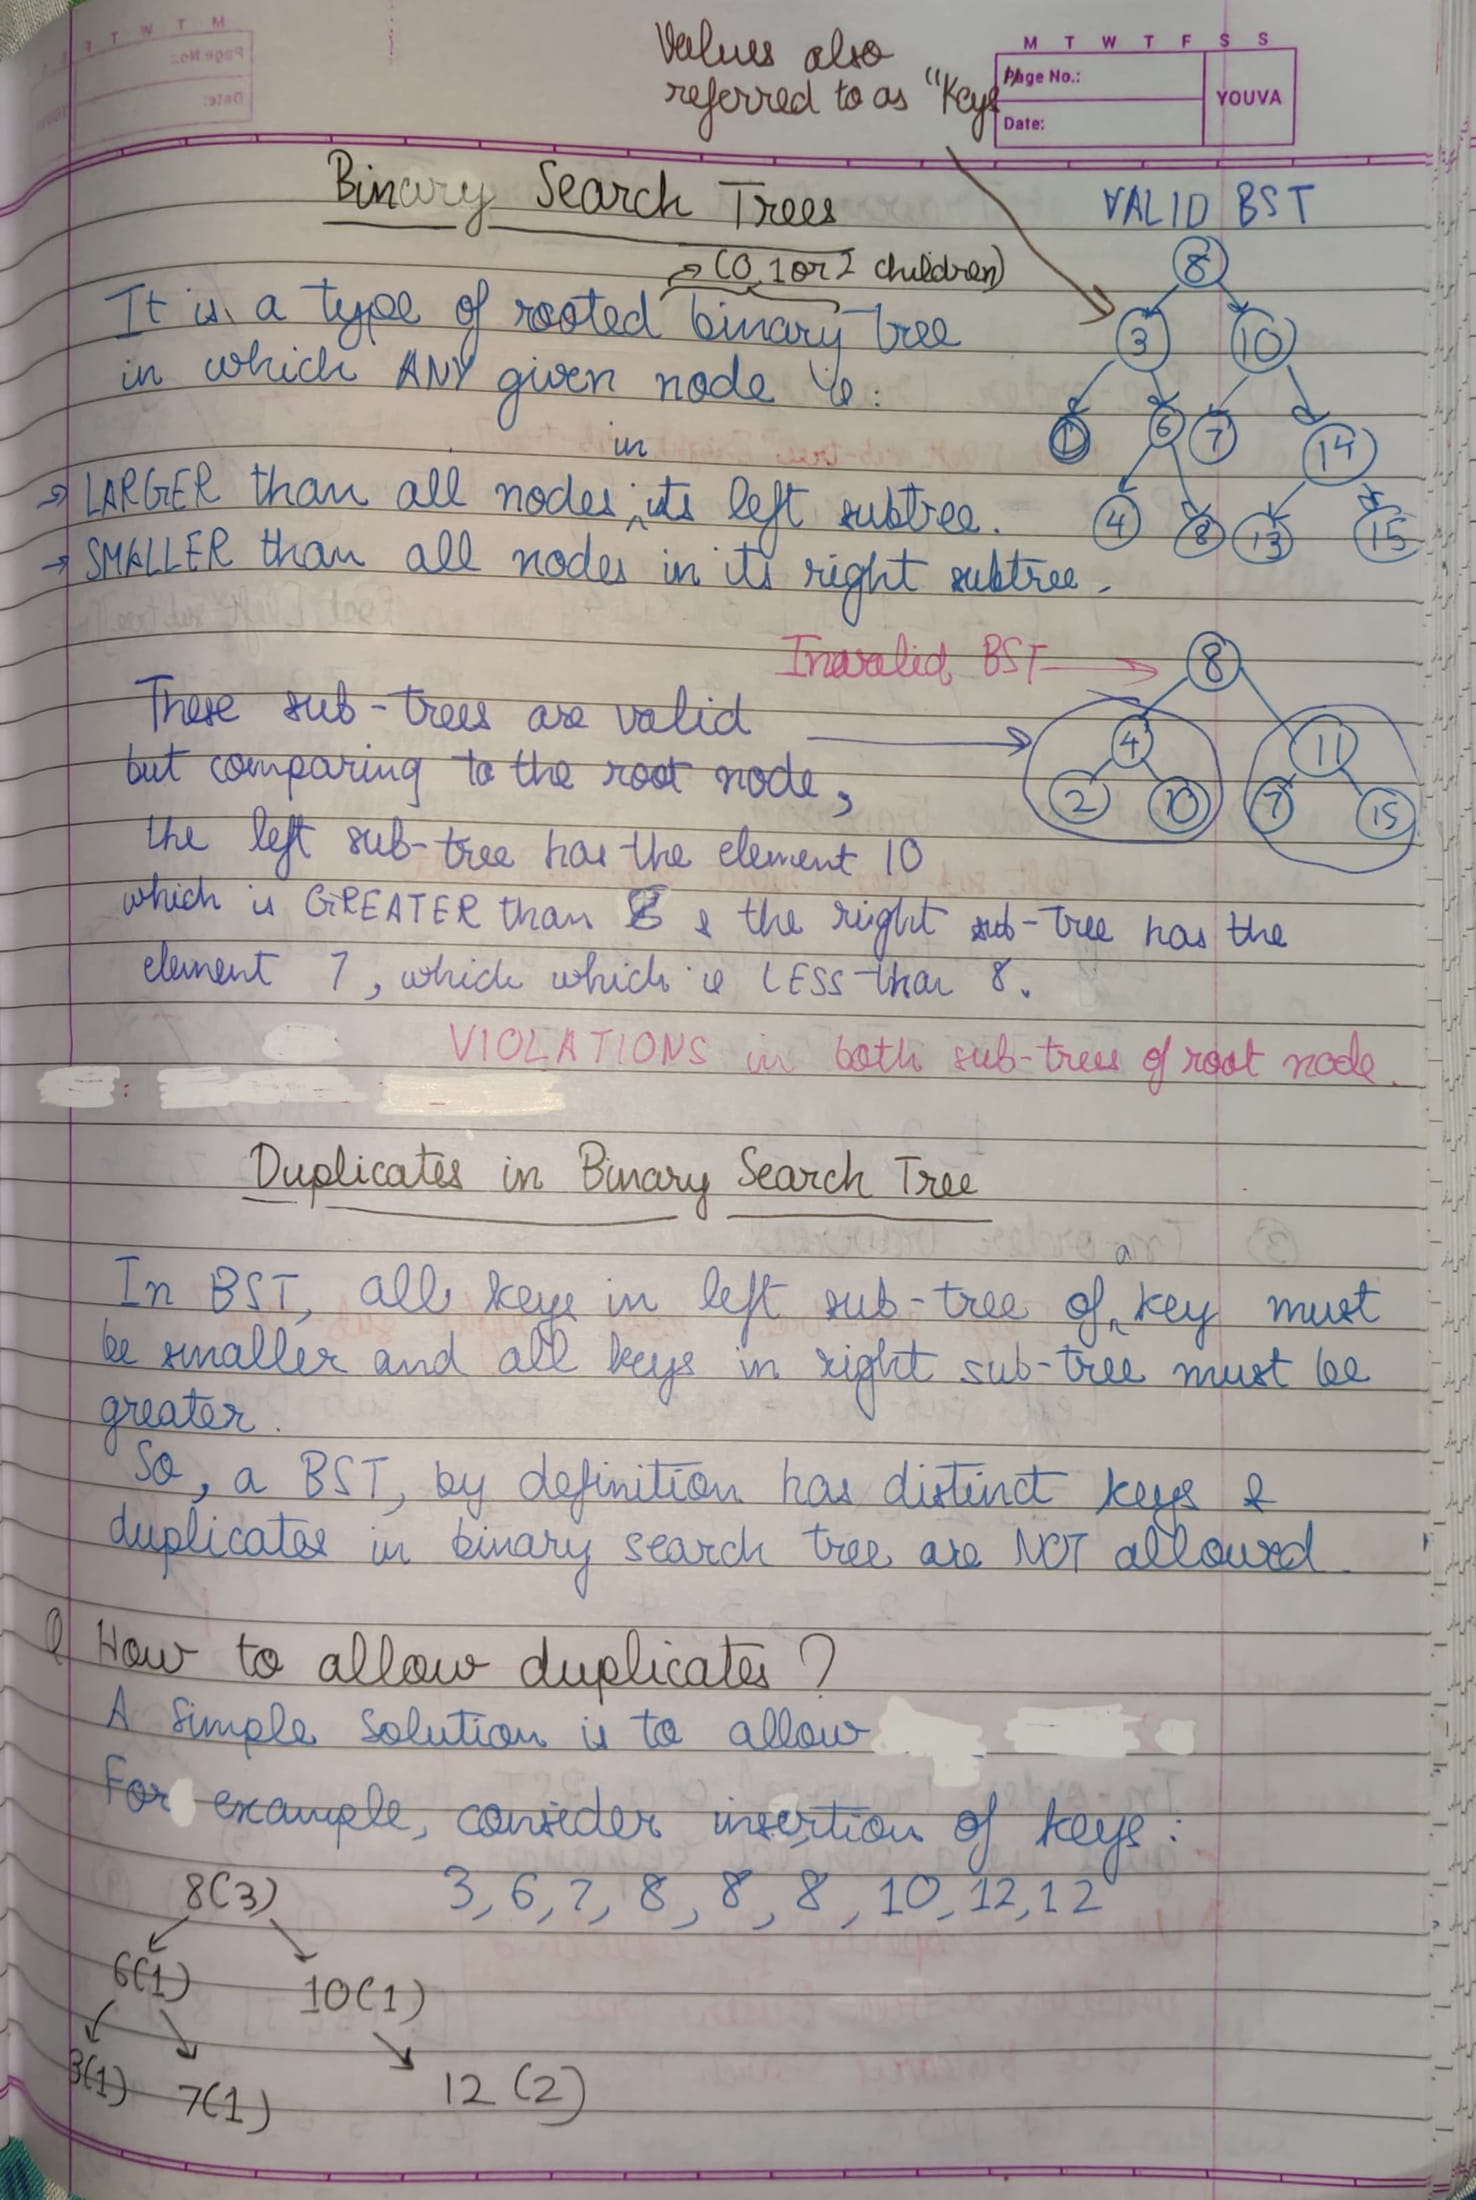 Values also
referred to as "Keys"
M T W T F S S
Page No.:
Date:
YOUVA
Binary Search Trees
VALID BST
(0, 1 or 2 children)
It is a type of rooted binary tree
in which ANY given node is:
in
→ LARGER than all nodes ^ its left subtree.
→ SMALLER than all nodes in its right subtree.
8
3 10
1 6 7 14
4 8 13 15
Invalid BST →
8
4 11
2 10 7 15
These sub-trees are valid
but comparing to the root node,
the left sub-tree has the element 10
which is GREATER than 8 & the right sub-tree has the
element 7, which which is LESS than 8.
VIOLATIONS in both sub-trees of root node.
Duplicates in Binary Search Tree
a
In BST, all keys in left sub-tree of ^ key must
be smaller and all keys in right sub-tree must be
greater.
So, a BST, by definition has distinct keys &
duplicates in binary search tree are NOT allowed.
Q How to allow duplicates?
A simple solution is to allow
For example, consider insertion of keys:
3, 6, 7, 8, 8, 8, 10, 12, 12
8(3)
6(1) 10(1)
3(1) 7(1) 12(2)